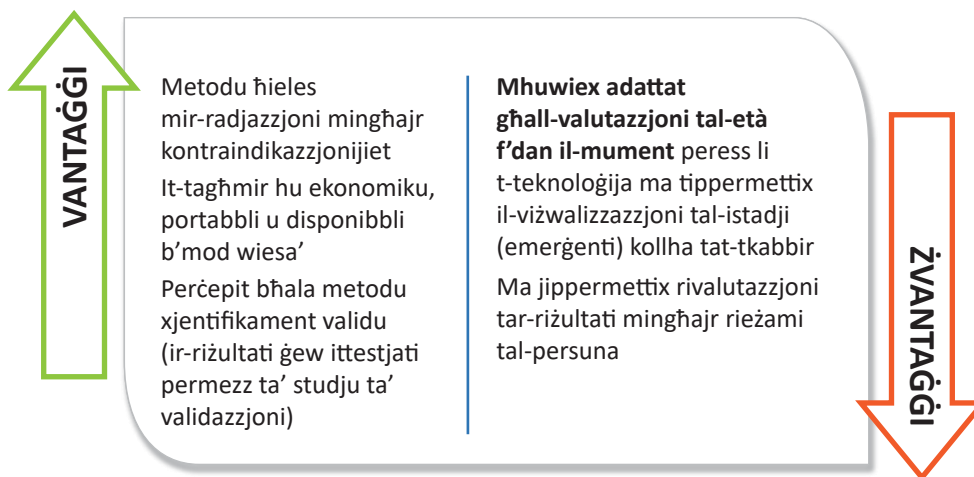 VANTAĠĠI
Metodu ħieles
mir-radjazzjoni mingħajr
kontraindikazzjonijiet
It-tagħmir hu ekonomiku,
portabbli u disponibbli
b’mod wiesa’
Perċepit bħala metodu
xjentifikament validu
(ir-riżultati ġew ittestjati
permezz ta’ studju ta’
validazzjoni)
Mhuwiex adattat
għall-valutazzjoni tal-età
f’dan il-mument peress li
t-teknoloġija ma tippermettix
il-viżwalizzazzjoni tal-istadji
(emerġenti) kollha tat-tkabbir
Ma jippermettix rivalutazzjoni
tar-riżultati mingħajr rieżami
tal-persuna
ŻVANTAĠĠI